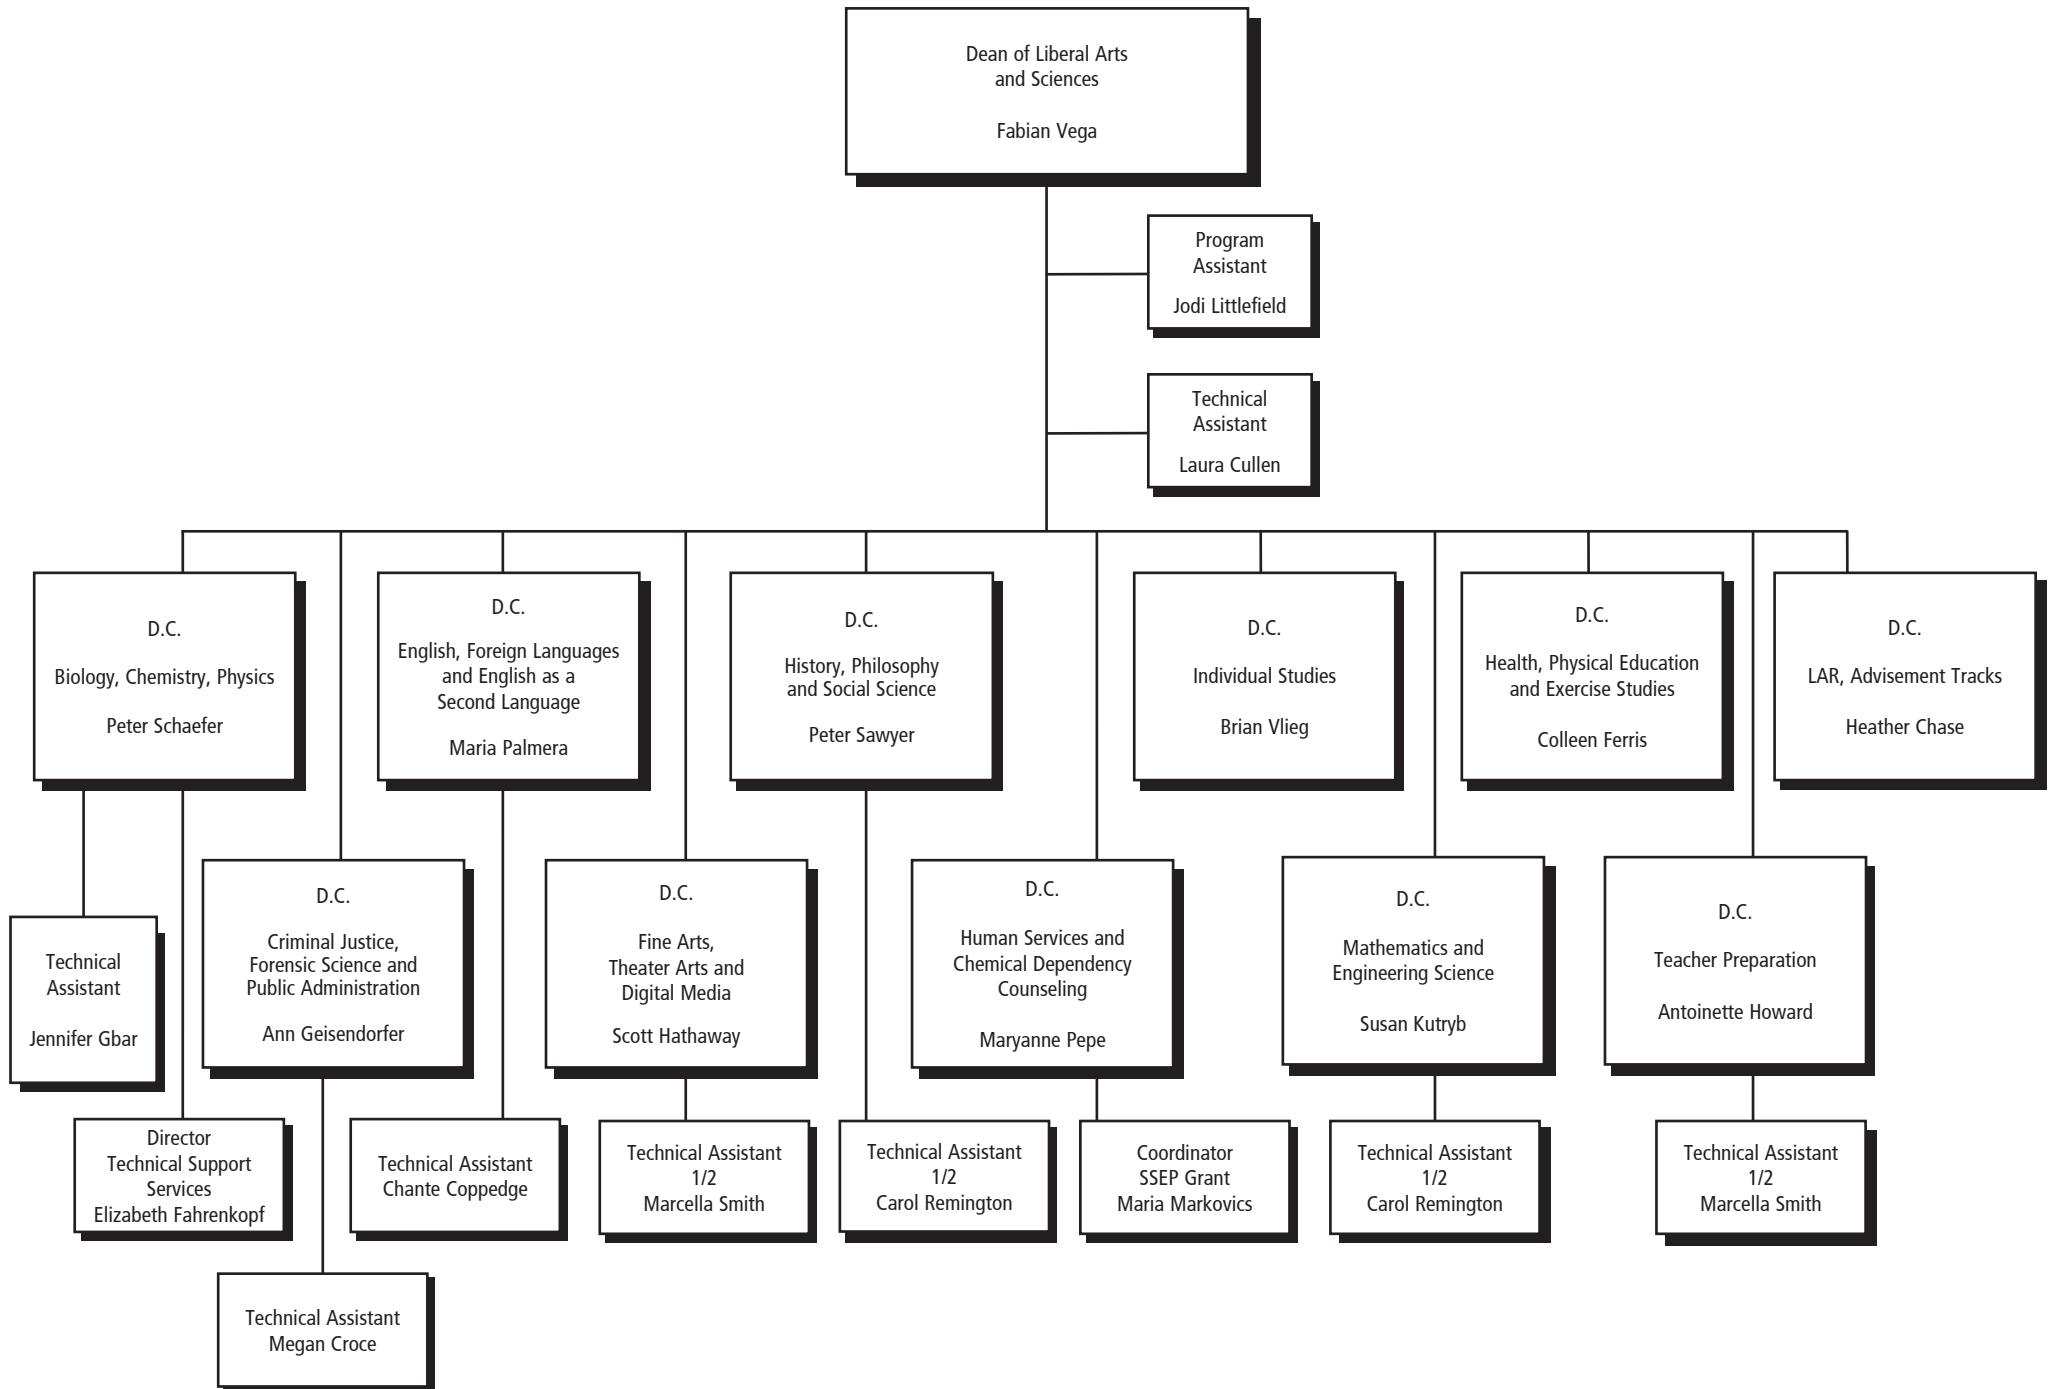 Dean of Liberal Arts
and Sciences
Fabian Vega
Program
Assistant
Jodi Littlefield
Technical
Assistant
Laura Cullen
D.C.
Biology, Chemistry, Physics
Peter Schaefer
D.C.
English, Foreign Languages
and English as a
Second Language
Maria Palmera
D.C.
History, Philosophy
and Social Science
Peter Sawyer
D.C.
Individual Studies
Brian Vlieg
D.C.
Health, Physical Education
and Exercise Studies
Colleen Ferris
D.C.
LAR, Advisement Tracks
Heather Chase
Technical
Assistant
Jennifer Gbar
D.C.
Criminal Justice,
Forensic Science and
Public Administration
Ann Geisendorfer
D.C.
Fine Arts,
Theater Arts and
Digital Media
Scott Hathaway
D.C.
Human Services and
Chemical Dependency
Counseling
Maryanne Pepe
D.C.
Mathematics and
Engineering Science
Susan Kutryb
D.C.
Teacher Preparation
Antoinette Howard
Director
Technical Support
Services
Elizabeth Fahrenkopf
Technical Assistant
Chante Coppedge
Technical Assistant
1/2
Marcella Smith
Technical Assistant
1/2
Carol Remington
Coordinator
SSEP Grant
Maria Markovics
Technical Assistant
1/2
Carol Remington
Technical Assistant
1/2
Marcella Smith
Technical Assistant
Megan Croce